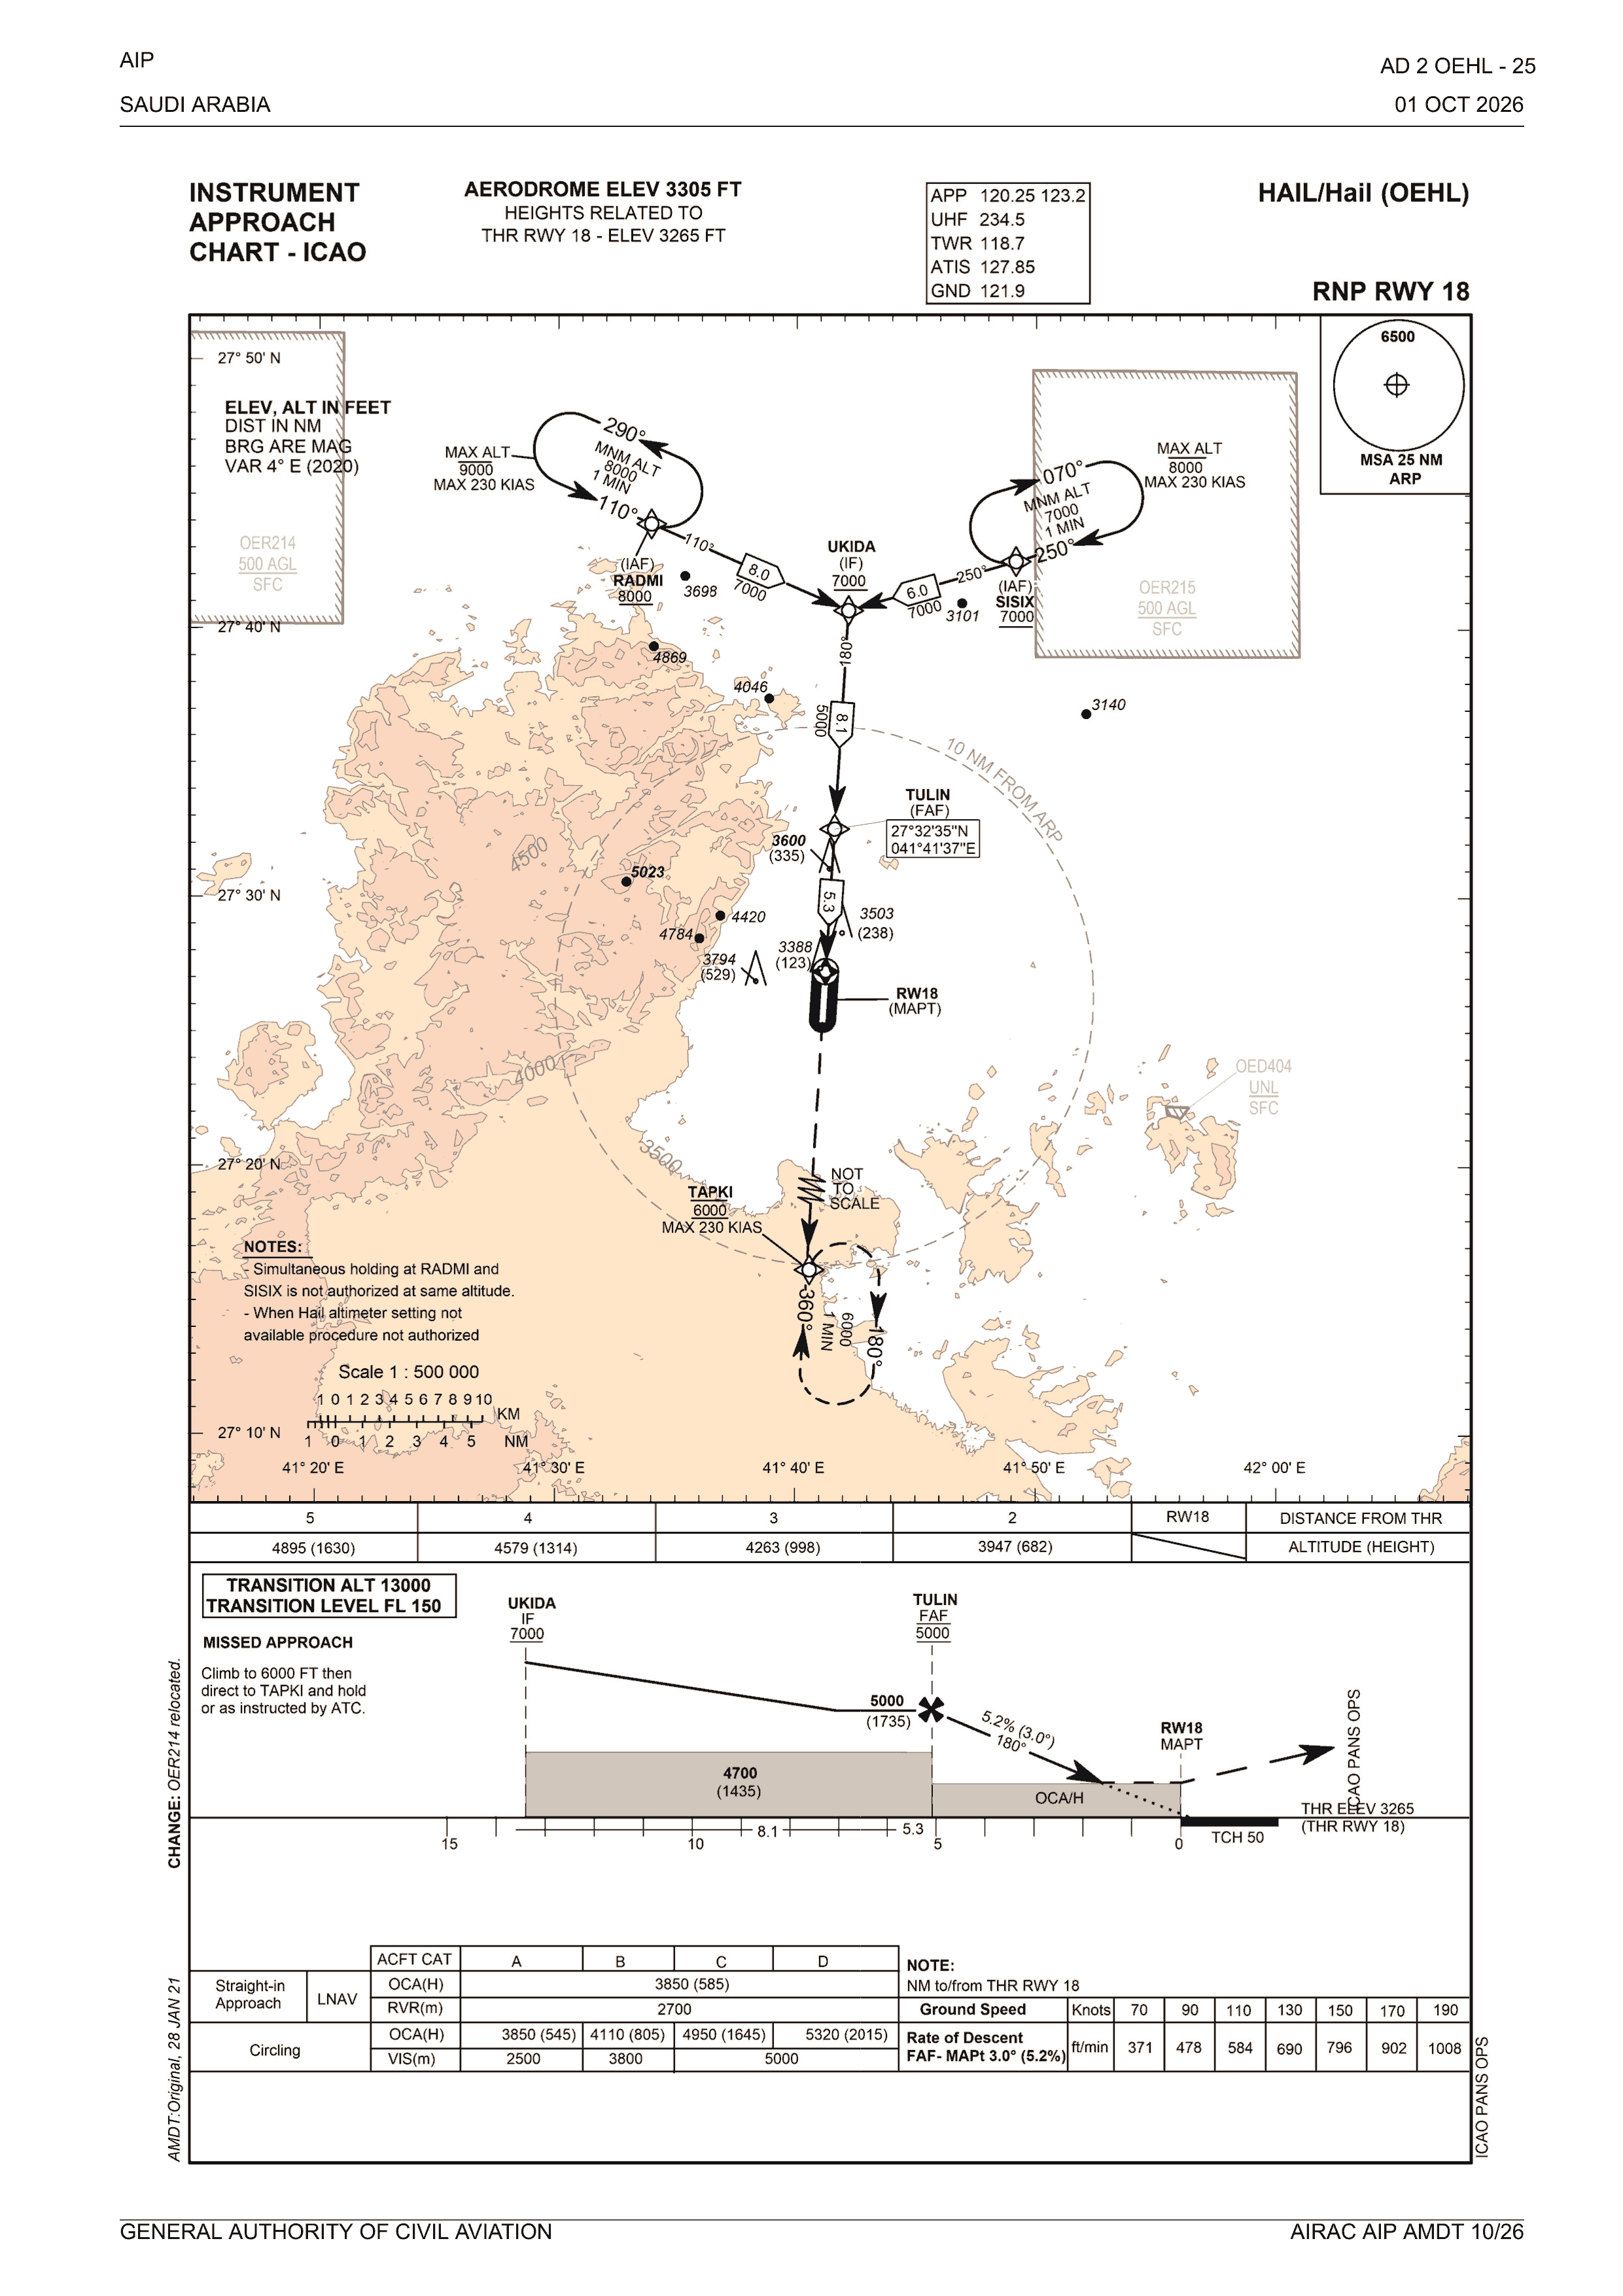 AIP
AD 2 OEHL - 25
SAUDI ARABIA
01 OCT 2026
INSTRUMENT
APPROACH
CHART - ICAO
AERODROME ELEV 3305 FT
HEIGHTS RELATED TO
THR RWY 18 - ELEV 3265 FT
APP 120.25 123.2
UHF 234.5
TWR 118.7
ATIS 127.85
GND 121.9
HAIL/Hail (OEHL)
RNP RWY 18
27° 50' N
ELEV, ALT IN FEET
DIST IN NM
BRG ARE MAG
VAR 4° E (2020)
OER214
500 AGL
SFC
27° 40' N
MAX ALT
9000
MAX 230 KIAS
290°
MNM ALT
8000
1 MIN
110°
(IAF)
RADMI
8000
110°
8.0
7000
3698
UKIDA
(IF)
7000
250°
6.0
7000
3101
070°
MNM ALT
7000
1 MIN
250°
(IAF)
SISIX
7000
MAX ALT
8000
MAX 230 KIAS
OER215
500 AGL
SFC
6500
MSA 25 NM
ARP
4869
4046
180°
8.1
5000
3140
10 NM FROM ARP
TULIN
(FAF)
27°32'35"N
041°41'37"E
3600
(335)
4500
5023
27° 30' N
5.3
4420
4784
3503
(238)
3388
(123)
3794
(529)
RW18
(MAPT)
4000
OED404
UNL
SFC
3500
27° 20' N
NOT
TO
SCALE
TAPKI
6000
MAX 230 KIAS
360°
1 MIN
6000
180°
NOTES:
- Simultaneous holding at RADMI and
SISIX is not authorized at same altitude.
- When Hail altimeter setting not
available procedure not authorized
Scale 1 : 500 000
1 0 1 2 3 4 5 6 7 8 9 10
KM
1 0 1 2 3 4 5 NM
27° 10' N
41° 20' E
41° 30' E
41° 40' E
41° 50' E
42° 00' E
5 4 3 2 RW18 DISTANCE FROM THR
4895 (1630) 4579 (1314) 4263 (998) 3947 (682) ALTITUDE (HEIGHT)
TRANSITION ALT 13000
TRANSITION LEVEL FL 150
MISSED APPROACH
Climb to 6000 FT then
direct to TAPKI and hold
or as instructed by ATC.
UKIDA
IF
7000
TULIN
FAF
5000
5000
(1735)
5.2% (3.0°)
180°
RW18
MAPT
4700
(1435)
OCA/H
ICAO PANS OPS
THR ELEV 3265
(THR RWY 18)
TCH 50
8.1
5.3
15 10 5 0
CHANGE: OER214 relocated.
AMDT:Original, 28 JAN 21
ACFT CAT A B C D
Straight-in
Approach
LNAV
OCA(H) 3850 (585)
RVR(m) 2700
Circling
OCA(H) 3850 (545) 4110 (805) 4950 (1645) 5320 (2015)
VIS(m) 2500 3800 5000
NOTE:
NM to/from THR RWY 18
Ground Speed Knots 70 90 110 130 150 170 190
Rate of Descent
FAF- MAPt 3.0° (5.2%)
ft/min 371 478 584 690 796 902 1008
ICAO PANS OPS
GENERAL AUTHORITY OF CIVIL AVIATION
AIRAC AIP AMDT 10/26